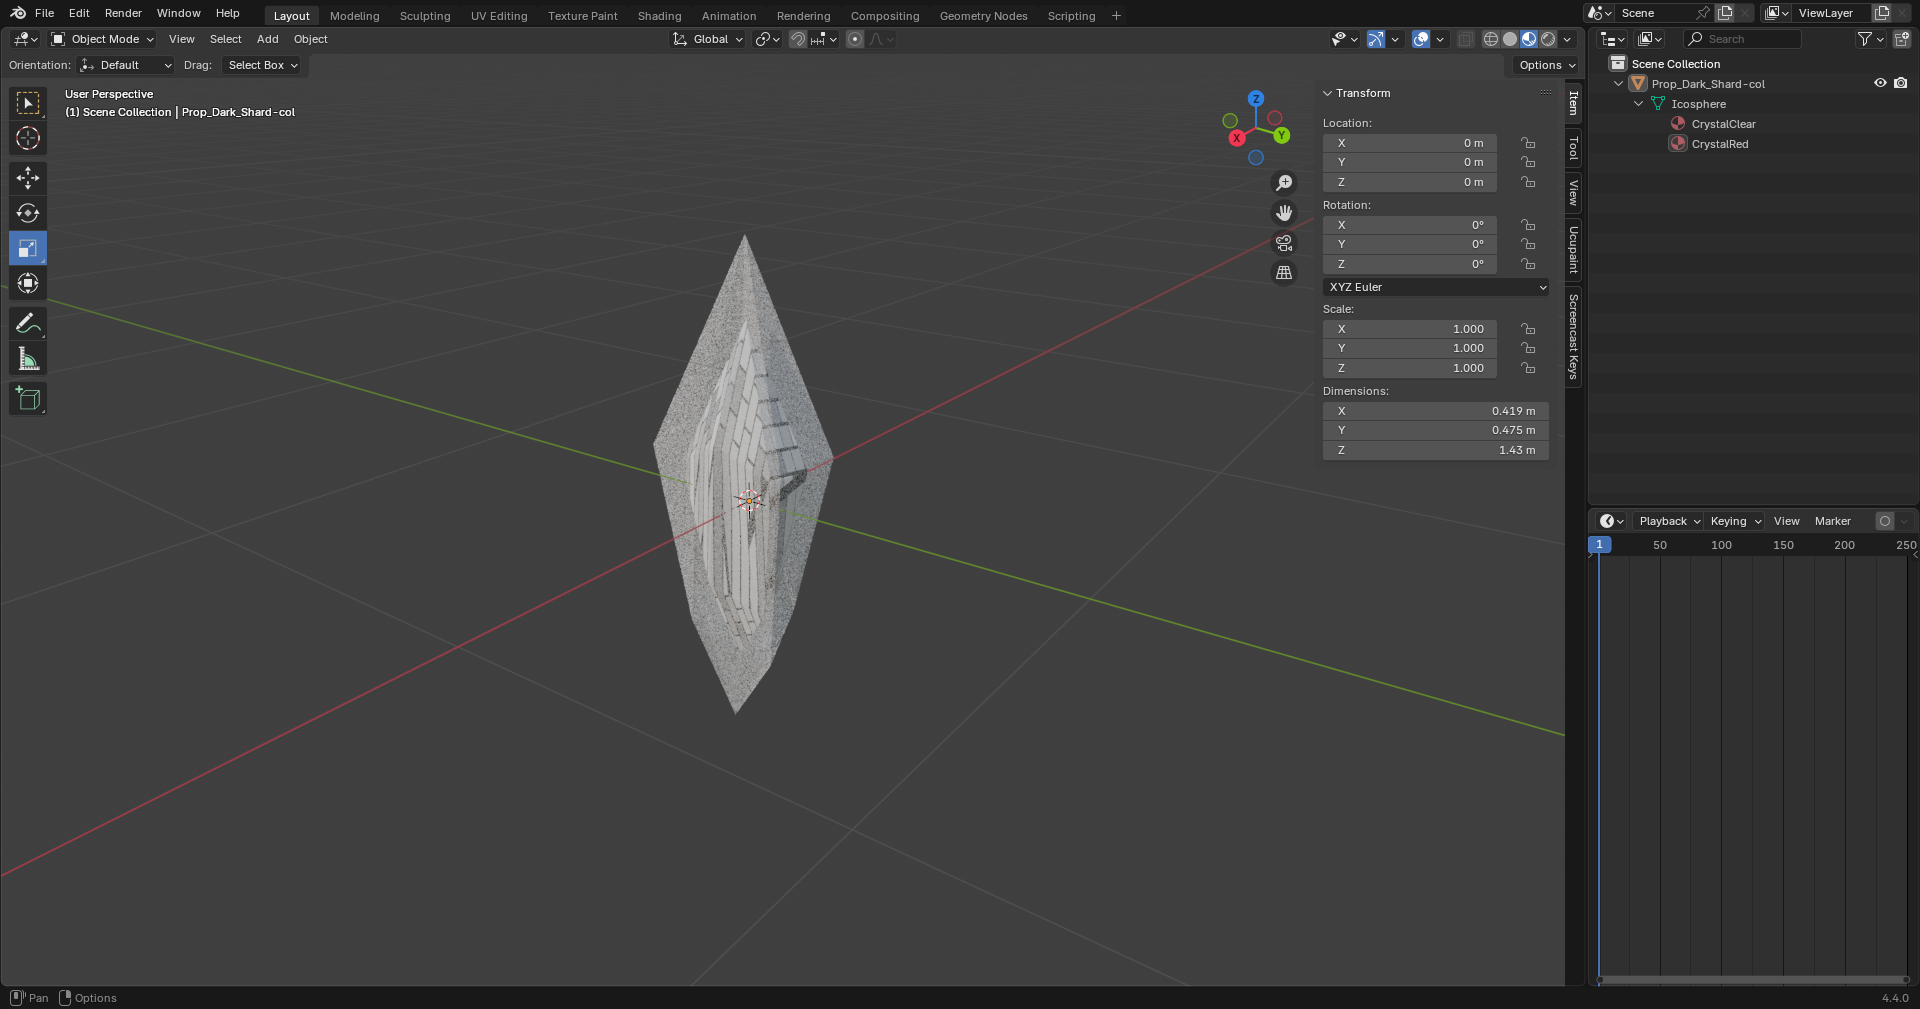 File Edit Render Window Help
Layout Modeling Sculpting UV Editing Texture Paint Shading Animation Rendering Compositing Geometry Nodes Scripting +
Scene
ViewLayer
Object Mode View Select Add Object
Global
Search
Orientation: Default Drag: Select Box
Options
User Perspective
(1) Scene Collection | Prop_Dark_Shard-col
Z
X
Y
Transform
Location:
X 0 m
Y 0 m
Z 0 m
Rotation:
X 0°
Y 0°
Z 0°
XYZ Euler
Scale:
X 1.000
Y 1.000
Z 1.000
Dimensions:
X 0.419 m
Y 0.475 m
Z 1.43 m
Item
Tool
View
Ucupaint
Screencast Keys
Scene Collection
Prop_Dark_Shard-col
Icosphere
CrystalClear
CrystalRed
Playback Keying View Marker
1 50 100 150 200 250
Pan Options
4.4.0